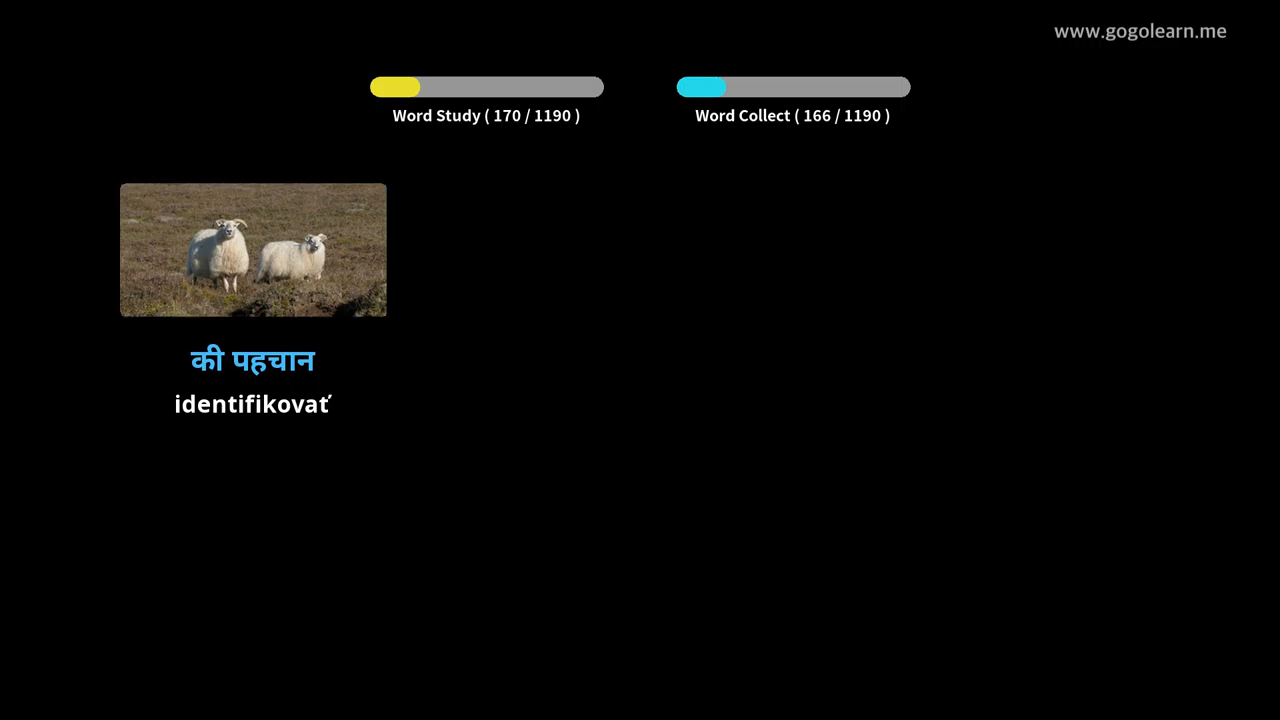 www.gogolearn.me
Word Study ( 170 / 1190 )
Word Collect ( 166 / 1190 )
की पहचान
identifikovať